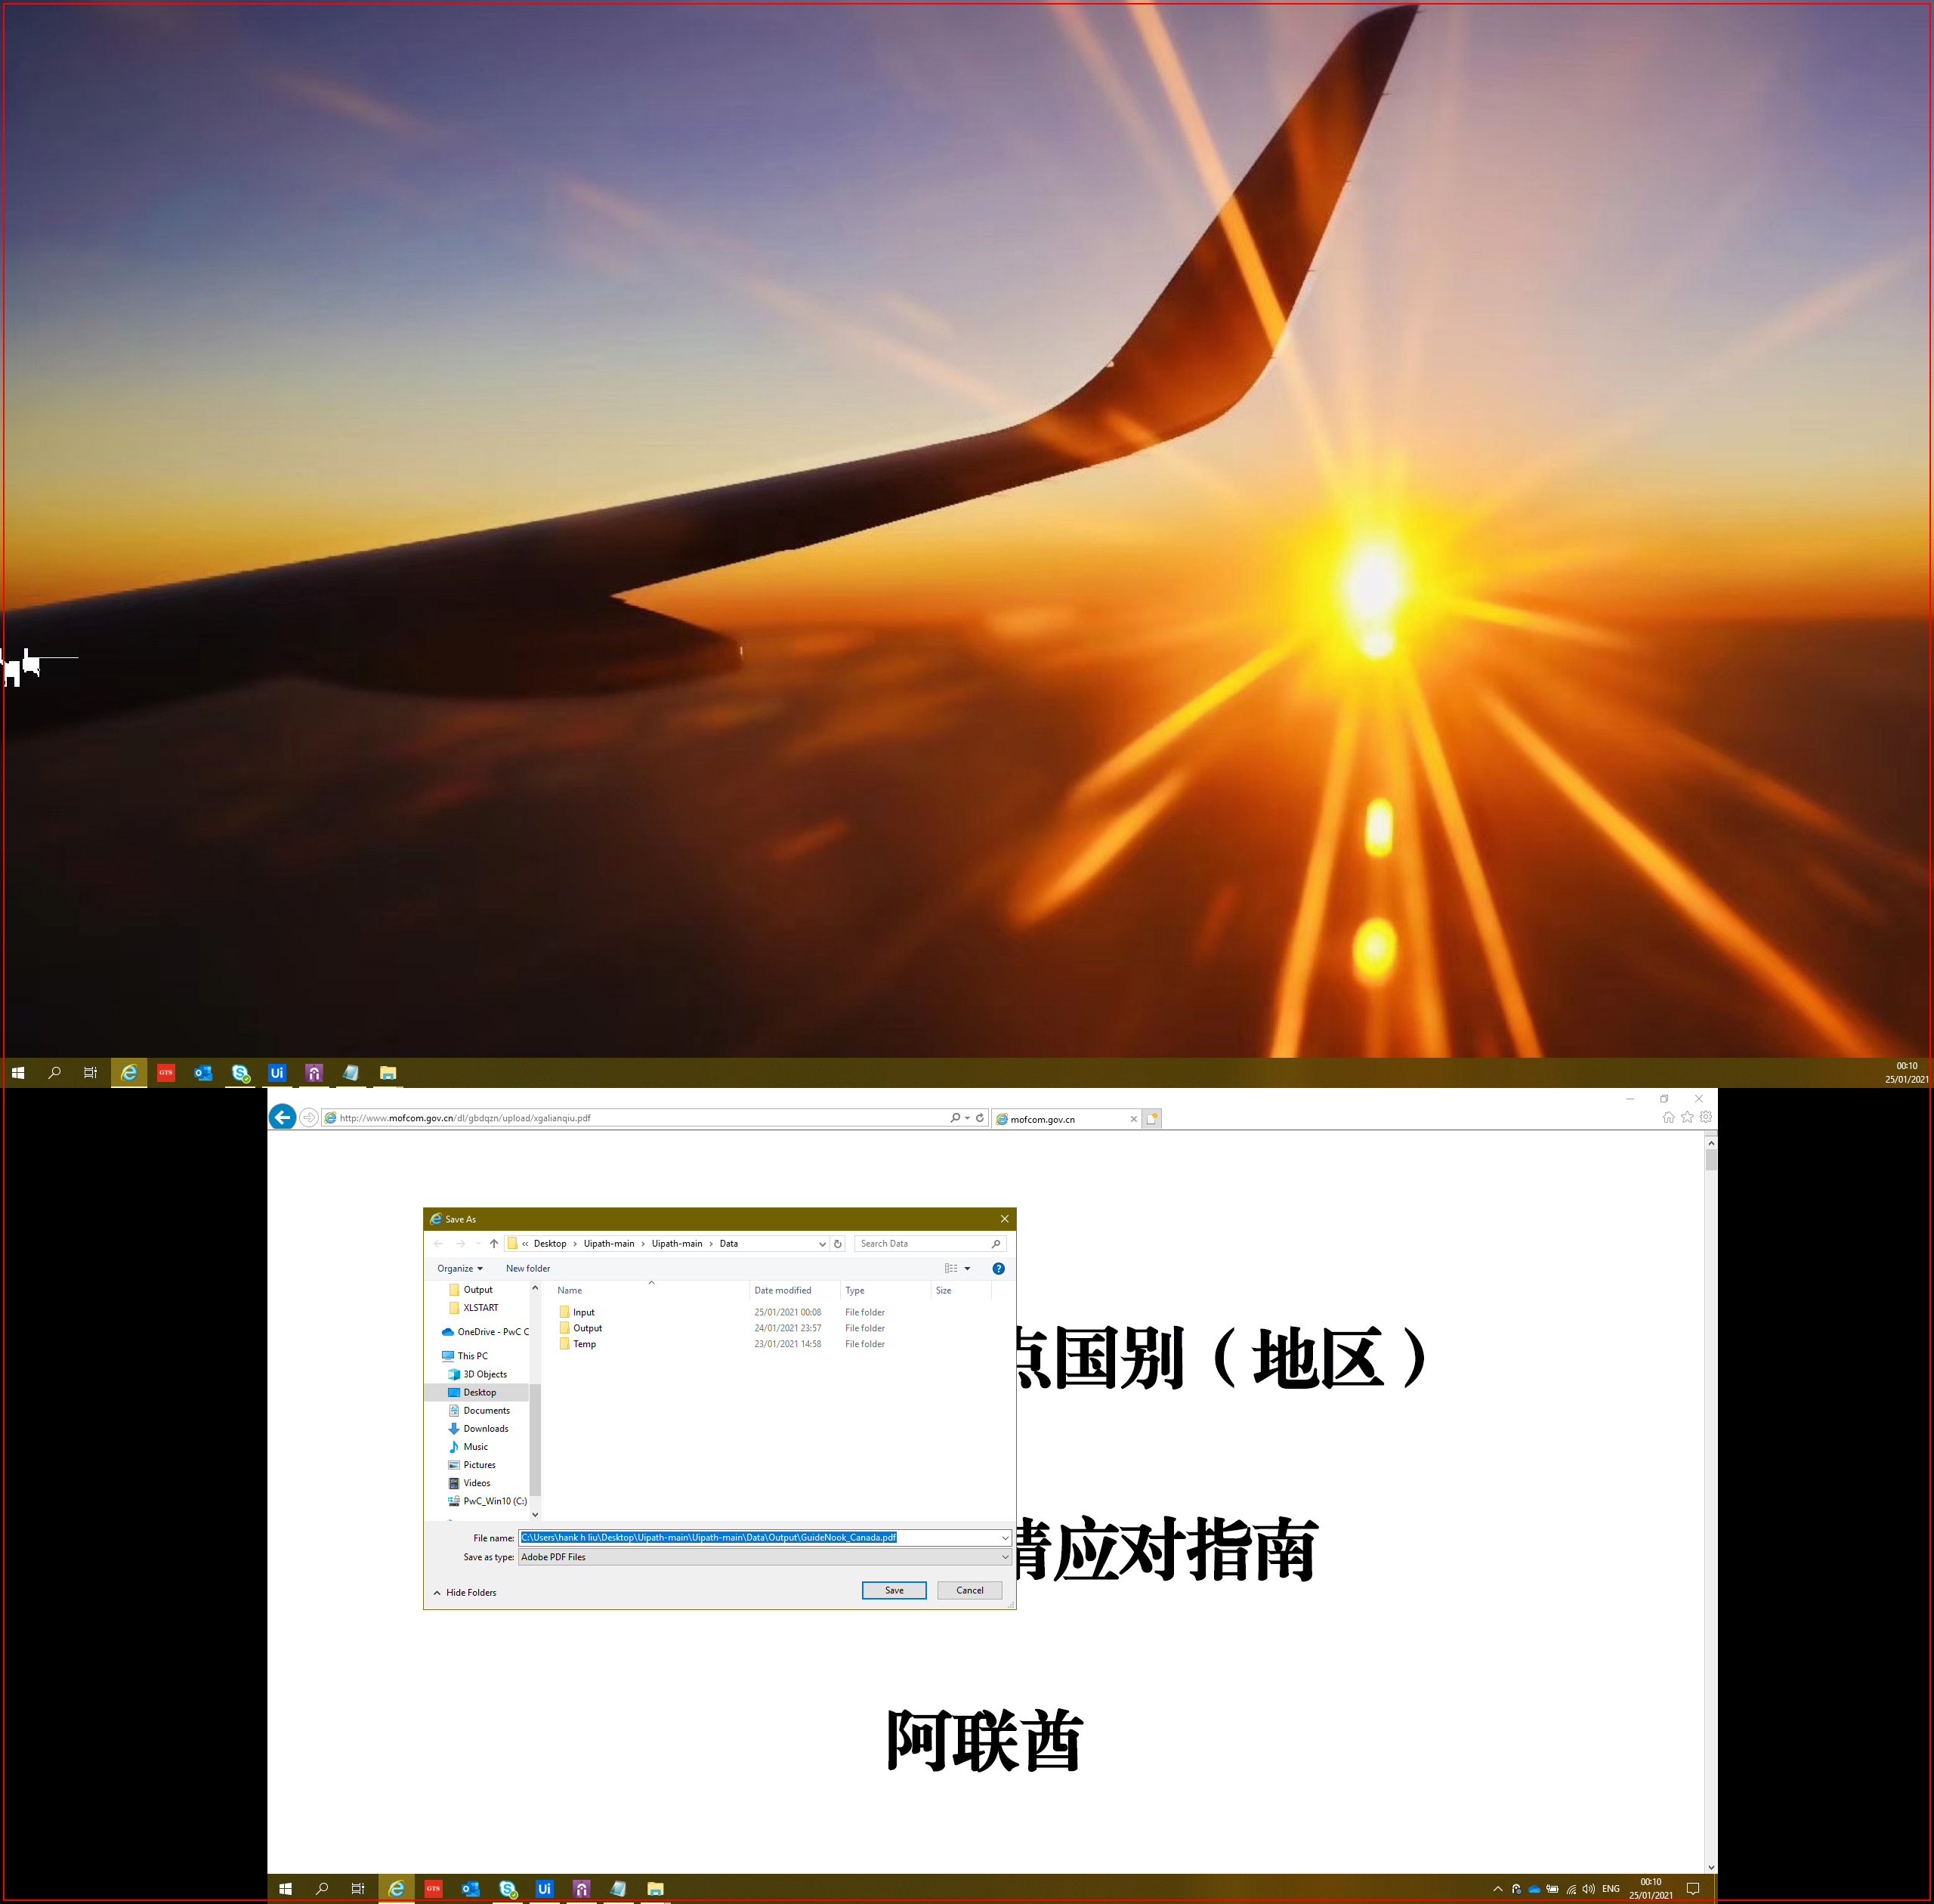 GTS
Ui
00:10
25/01/2021
http://www.mofcom.gov.cn/dl/gbdqzn/upload/xgalianqiu.pdf
mofcom.gov.cn
Save As
« Desktop › Uipath-main › Uipath-main › Data
Search Data
Organize
New folder
Name Date modified Type Size
Input 25/01/2021 00:08 File folder
Output 24/01/2021 23:57 File folder
Temp 23/01/2021 14:58 File folder
Output
XLSTART
OneDrive - PwC C
This PC
3D Objects
Desktop
Documents
Downloads
Music
Pictures
Videos
PwC_Win10 (C:)
File name: C:\Users\hank h liu\Desktop\Uipath-main\Uipath-main\Data\Output\GuideNook_Canada.pdf
Save as type: Adobe PDF Files
Hide Folders
Save
Cancel
点国别（地区）
情应对指南
阿联酋
GTS
Ui
ENG
00:10
25/01/2021